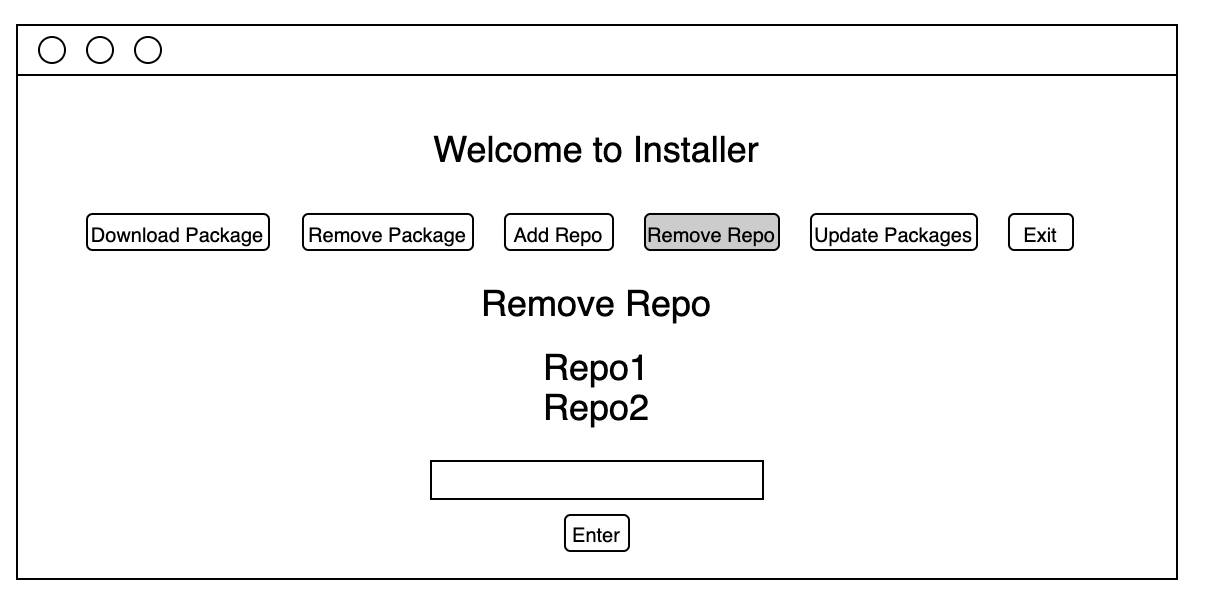 Welcome to Installer
Download Package Remove Package Add Repo Remove Repo Update Packages Exit
Remove Repo
Repo1
Repo2
Enter